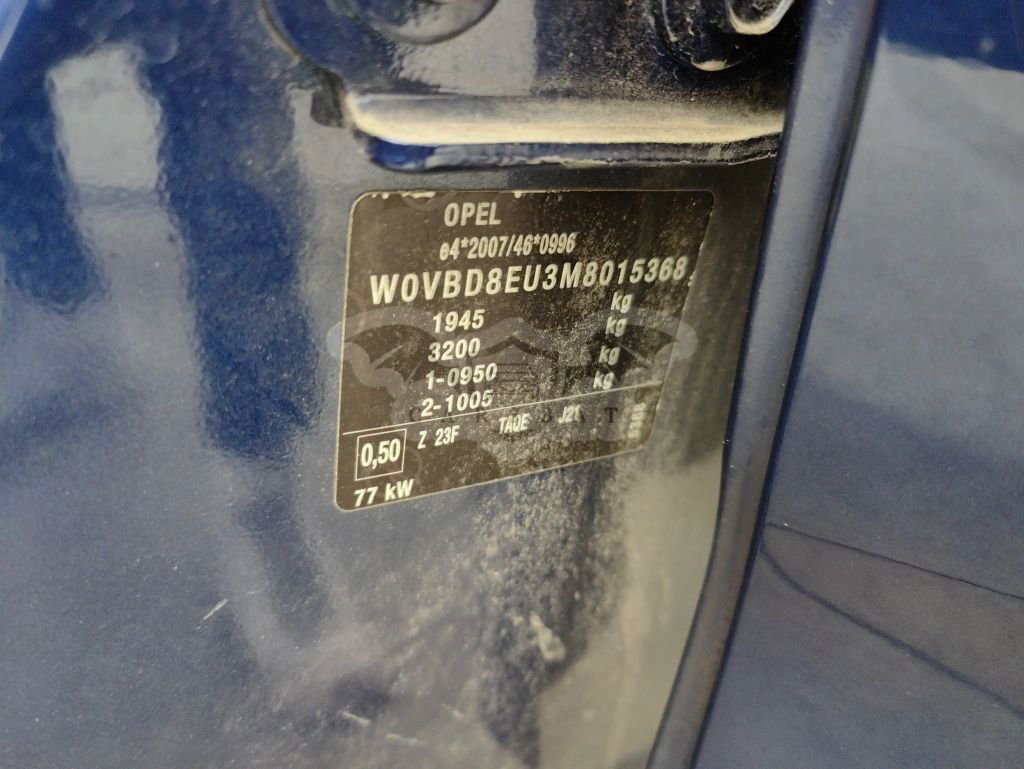 OPEL
e4*2007/46*0996
W0VBD8EU3M8015368
1945 kg
3200 kg
1-0950 kg
2-1005 kg
0,50 Z 23F TAQE J21
77 kW